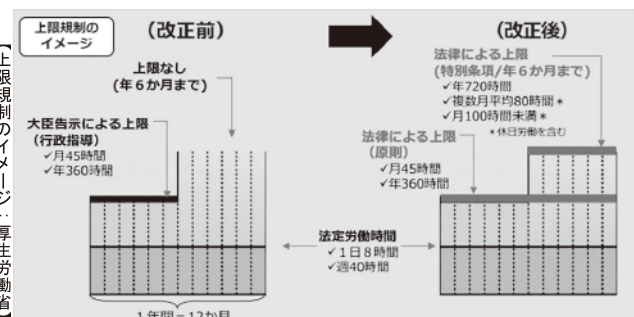 【上限規制のイメージ：厚生労働省】
上限規制の
イメージ
（改正前）
上限なし
(年６か月まで)
大臣告示による上限
（行政指導）
✓月45時間
✓年360時間
１年間＝12か月
法定労働時間
✓１日８時間
✓週40時間
（改正後）
法律による上限
(特別条項/年６か月まで)
✓年720時間
✓複数月平均80時間＊
✓月100時間未満＊
＊休日労働を含む
法律による上限
（原則）
✓月45時間
✓年360時間